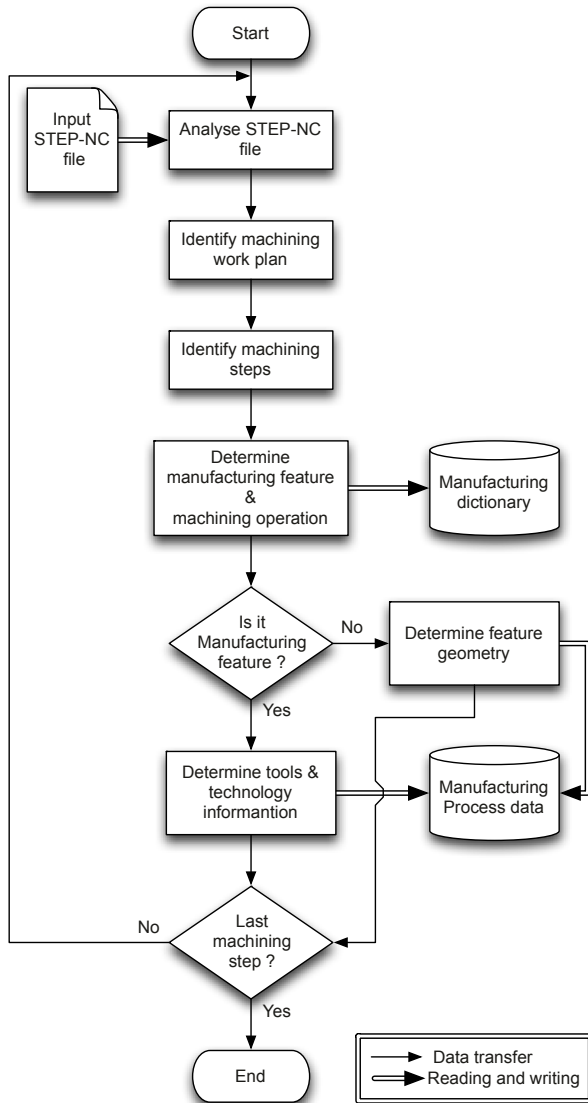 Start
Input
STEP-NC
file
Analyse STEP-NC
file
Identify machining
work plan
Identify machining
steps
Determine
manufacturing feature
&
machining operation
Manufacturing
dictionary
Is it
Manufacturing
feature ?
No
Determine feature
geometry
Yes
Determine tools &
technology
informantion
Manufacturing
Process data
No
Last
machining
step ?
Yes
End
Data transfer
Reading and writing